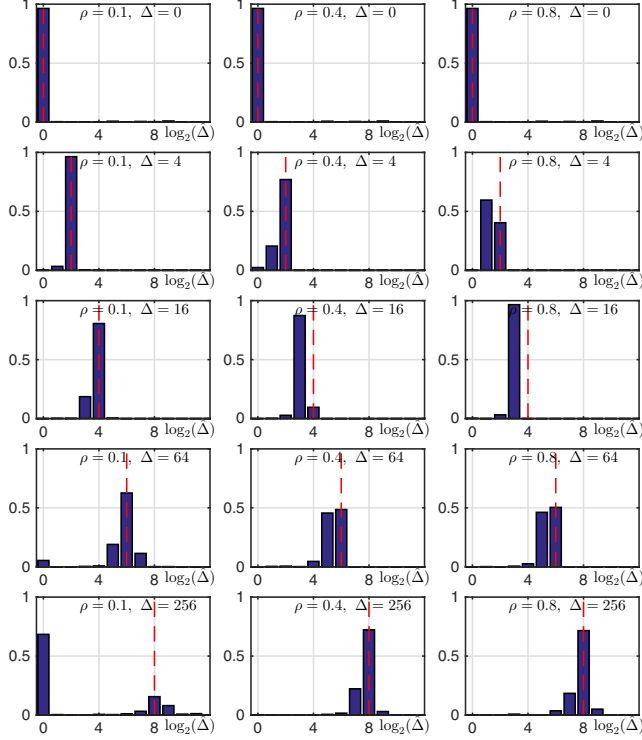 ρ = 0.1, Δ = 0
ρ = 0.4, Δ = 0
ρ = 0.8, Δ = 0
1
0.5
0
0 4 8 log₂(Δ̂)
1
0.5
0
0 4 8 log₂(Δ̂)
1
0.5
0
0 4 8 log₂(Δ̂)
ρ = 0.1, Δ = 4
ρ = 0.4, Δ = 4
ρ = 0.8, Δ = 4
1
0.5
0
0 4 8 log₂(Δ̂)
1
0.5
0
0 4 8 log₂(Δ̂)
1
0.5
0
0 4 8 log₂(Δ̂)
ρ = 0.1, Δ = 16
ρ = 0.4, Δ = 16
ρ = 0.8, Δ = 16
1
0.5
0
0 4 8 log₂(Δ̂)
1
0.5
0
0 4 8 log₂(Δ̂)
1
0.5
0
0 4 8 log₂(Δ̂)
ρ = 0.1, Δ = 64
ρ = 0.4, Δ = 64
ρ = 0.8, Δ = 64
1
0.5
0
0 4 8 log₂(Δ̂)
1
0.5
0
0 4 8 log₂(Δ̂)
1
0.5
0
0 4 8 log₂(Δ̂)
ρ = 0.1, Δ = 256
ρ = 0.4, Δ = 256
ρ = 0.8, Δ = 256
1
0.5
0
0 4 8 log₂(Δ̂)
1
0.5
0
0 4 8 log₂(Δ̂)
1
0.5
0
0 4 8 log₂(Δ̂)